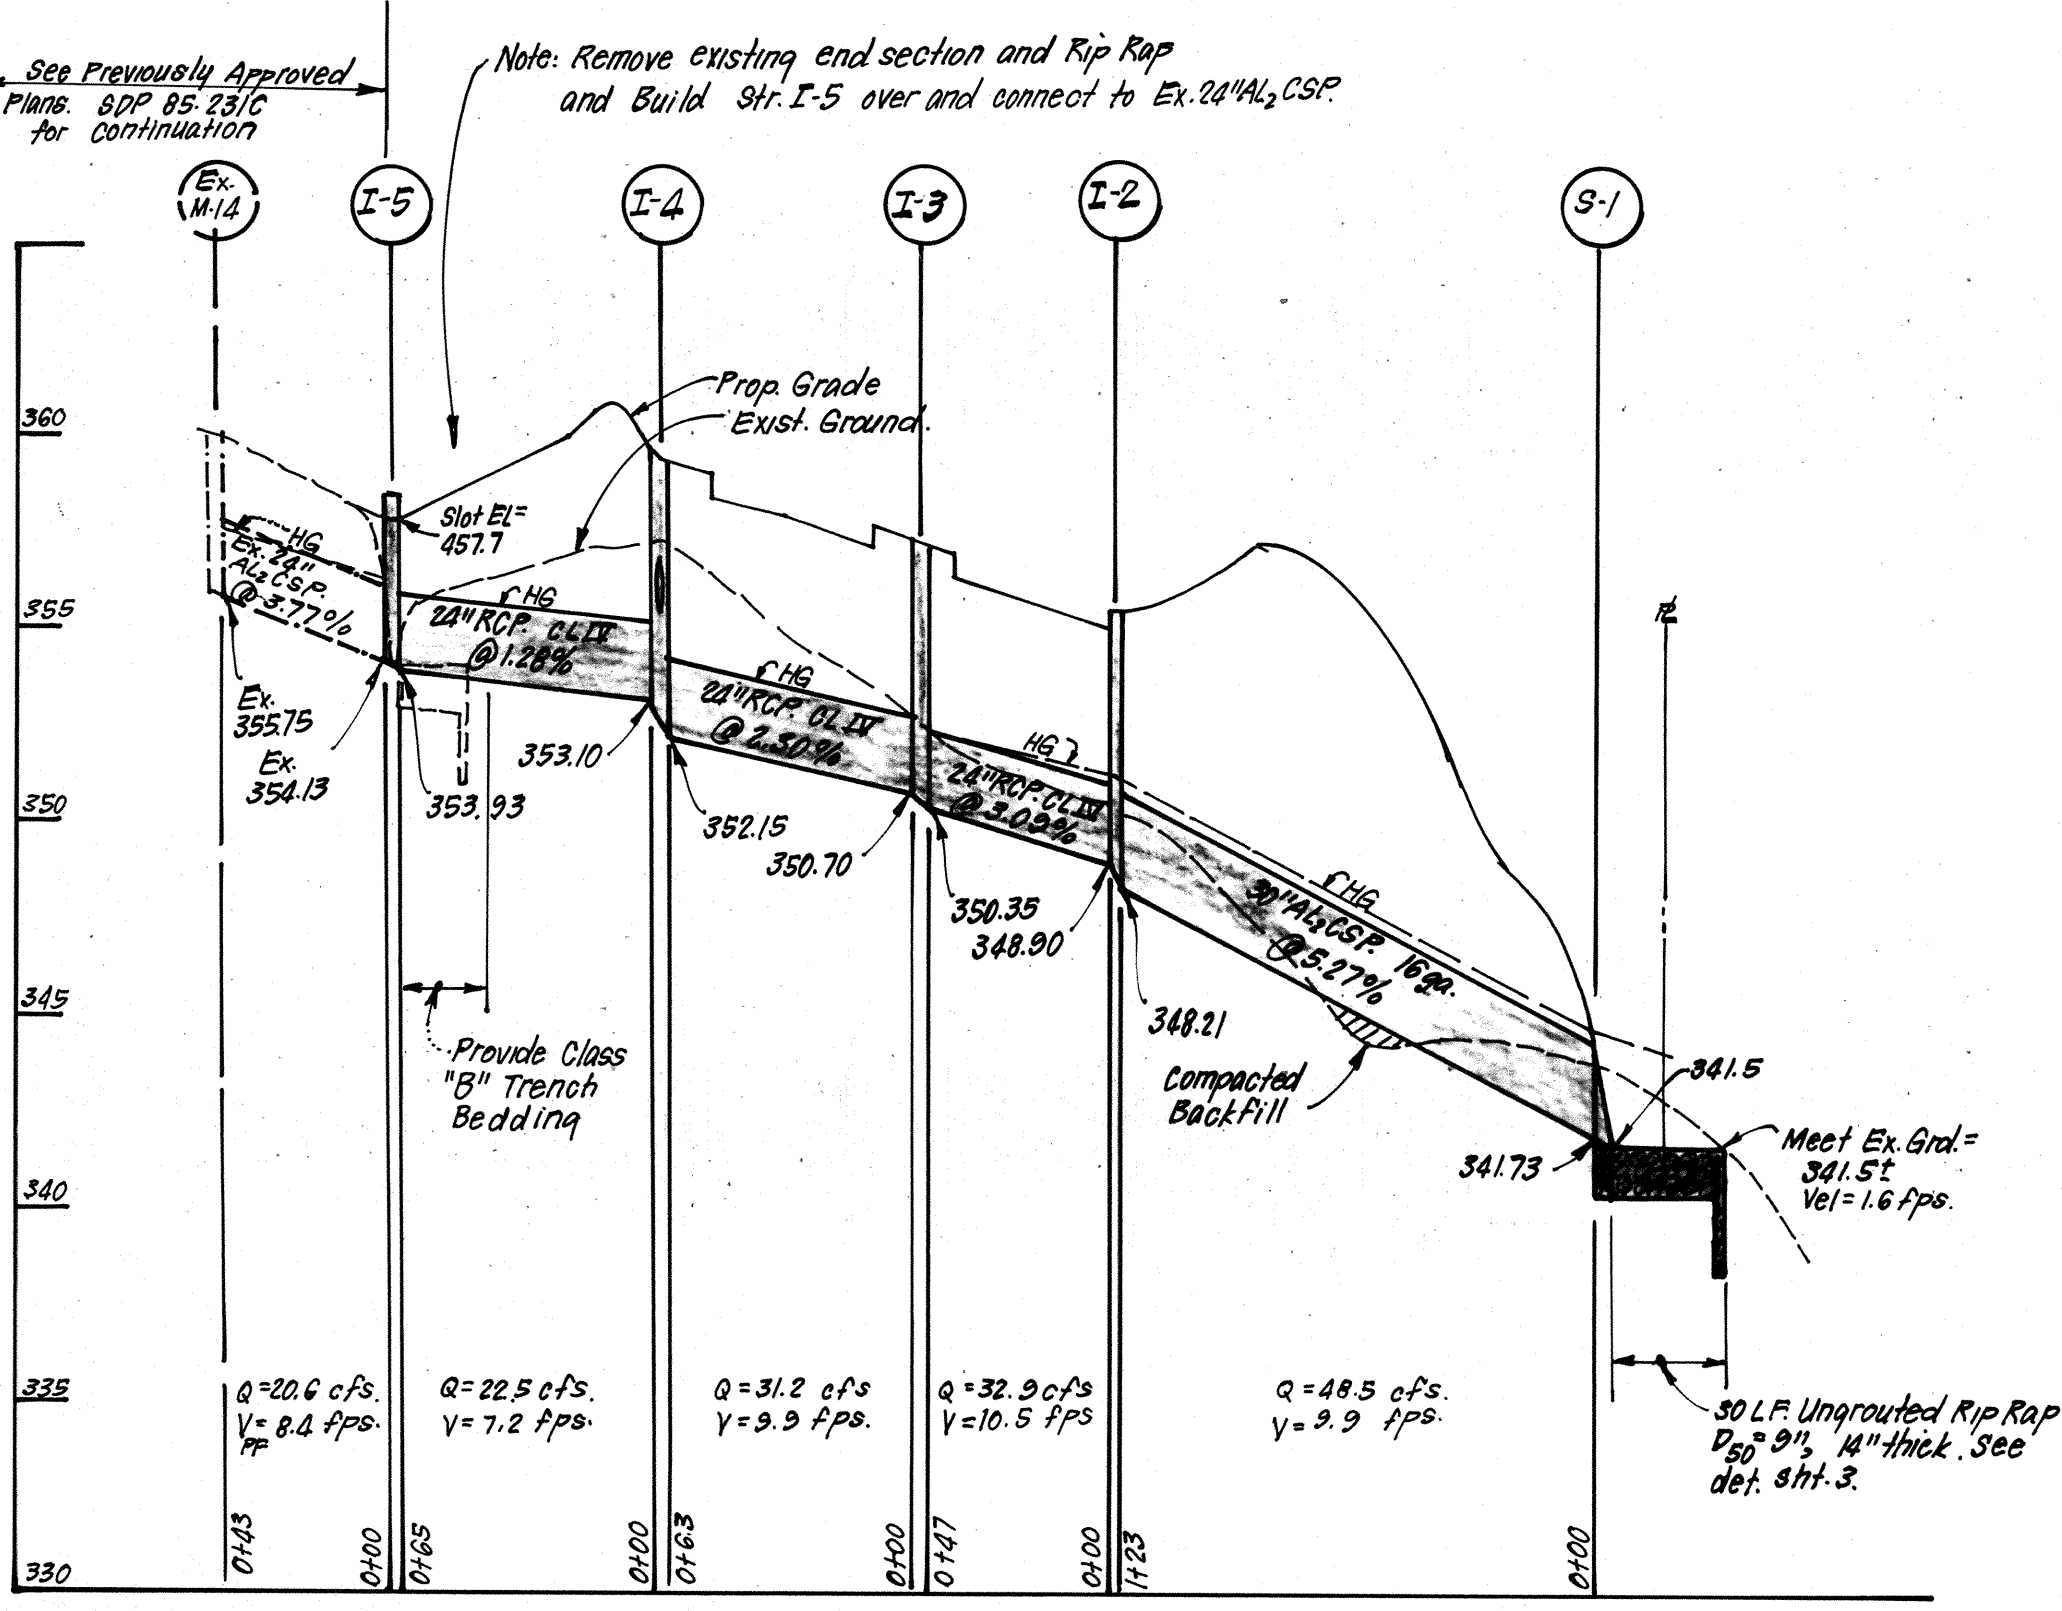 See Previously Approved
Plans. SDP 85-231C
for continuation
Note: Remove existing end section and Rip Rap
and Build Str. I-5 over and connect to Ex. 24" AL2 CSP.
Ex.
M-14
I-5
I-4
I-3
I-2
S-1
360
355
350
345
340
335
330
Prop. Grade
Exist. Ground.
Slot EL=
457.7
HG
Ex. 24"
AL2 CSP.
@ 3.77%
HG
24" RCP. CL IV
@ 1.28%
HG
24" RCP. CL IV
@ 2.30%
HG
24" RCP. CL IV
@ 3.09%
HG
30" AL2 CSP. 16ga.
@ 5.27%
PL
Ex.
355.75
Ex.
354.13
353.93
353.10
352.15
350.70
350.35
348.90
348.21
341.73
341.5
Provide Class
"B" Trench
Bedding
Compacted
Backfill
Meet Ex. Grd.=
341.5±
Vel = 1.6 fps.
Q=20.6 cfs.
V= 8.4 fps.
PF
Q=22.5 cfs.
V=7.2 fps.
Q=31.2 cfs
V=9.9 fps.
Q=32.9 cfs
V=10.5 fps
Q=48.5 cfs.
V=9.9 fps.
30 LF. Ungrouted Rip Rap
D50=9", 14" thick. See
det. sht. 3.
0+43
0+00
0+65
0+00
0+63
0+00
0+47
0+00
1+23
0+00